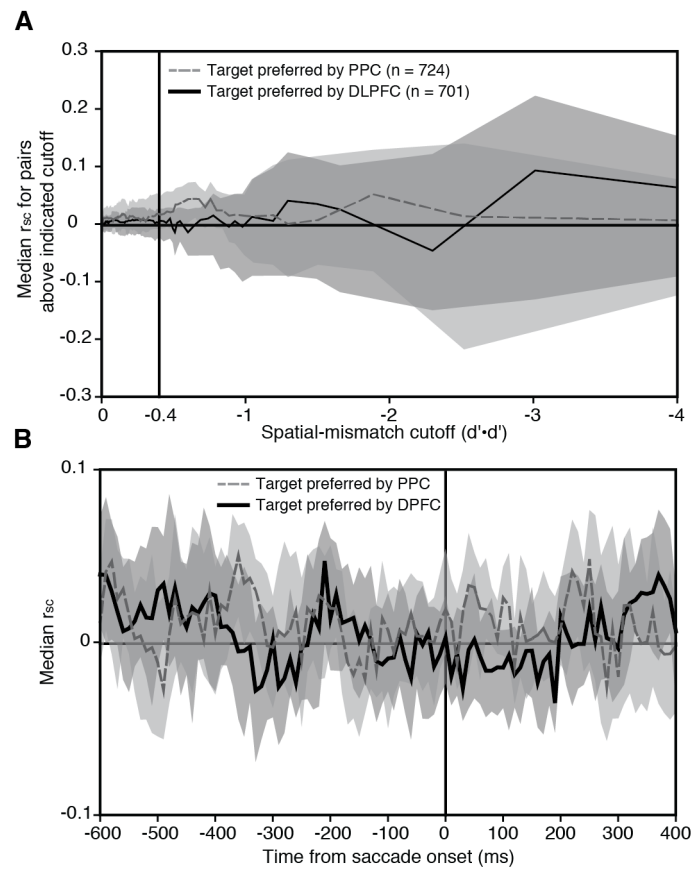 A
0.3
0.2
0.1
0
-0.1
-0.2
-0.3
Median rsc for pairs
above indicated cutoff
Target preferred by PPC (n = 724)
Target preferred by DLPFC (n = 701)
0 -0.4 -1 -2 -3 -4
Spatial-mismatch cutoff (d'•d')
B
0.1
0
-0.1
Median rsc
Target preferred by PPC
Target preferred by DPFC
-600 -500 -400 -300 -200 -100 0 100 200 300 400
Time from saccade onset (ms)